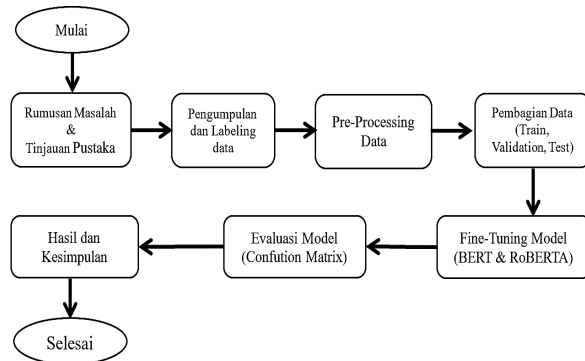 Mulai
Rumusan Masalah
&
Tinjauan Pustaka
Pengumpulan
dan Labeling
data
Pre-Processing
Data
Pembagian Data
(Train,
Validation, Test)
Fine-Tuning Model
(BERT & RoBERTA)
Evaluasi Model
(Confution Matrix)
Hasil dan
Kesimpulan
Selesai